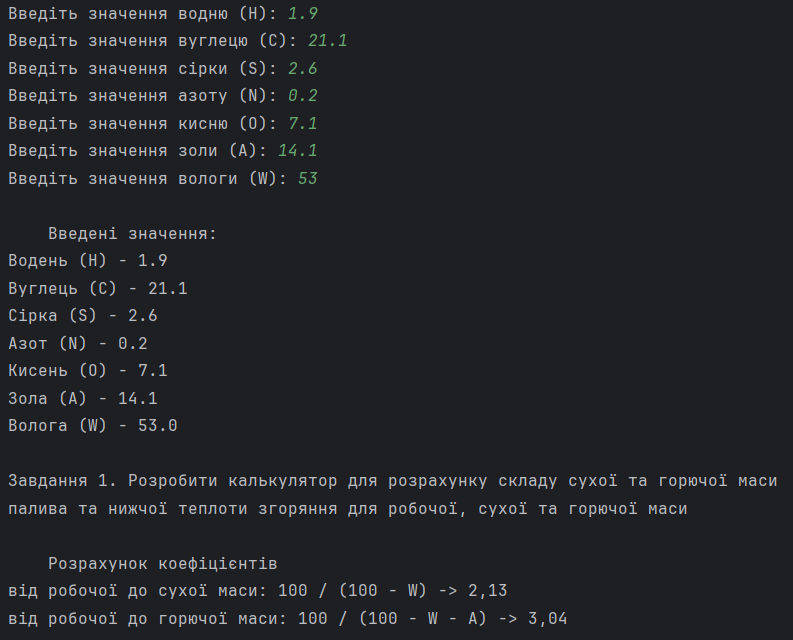 Введіть значення водню (H): 1.9
Введіть значення вуглецю (C): 21.1
Введіть значення сірки (S): 2.6
Введіть значення азоту (N): 0.2
Введіть значення кисню (O): 7.1
Введіть значення золи (A): 14.1
Введіть значення вологи (W): 53
Введені значення:
Водень (H) - 1.9
Вуглець (C) - 21.1
Сірка (S) - 2.6
Азот (N) - 0.2
Кисень (O) - 7.1
Зола (A) - 14.1
Волога (W) - 53.0
Завдання 1. Розробити калькулятор для розрахунку складу сухої та горючої маси
палива та нижчої теплоти згоряння для робочої, сухої та горючої маси
Розрахунок коефіцієнтів
від робочої до сухої маси: 100 / (100 - W) -> 2,13
від робочої до горючої маси: 100 / (100 - W - A) -> 3,04